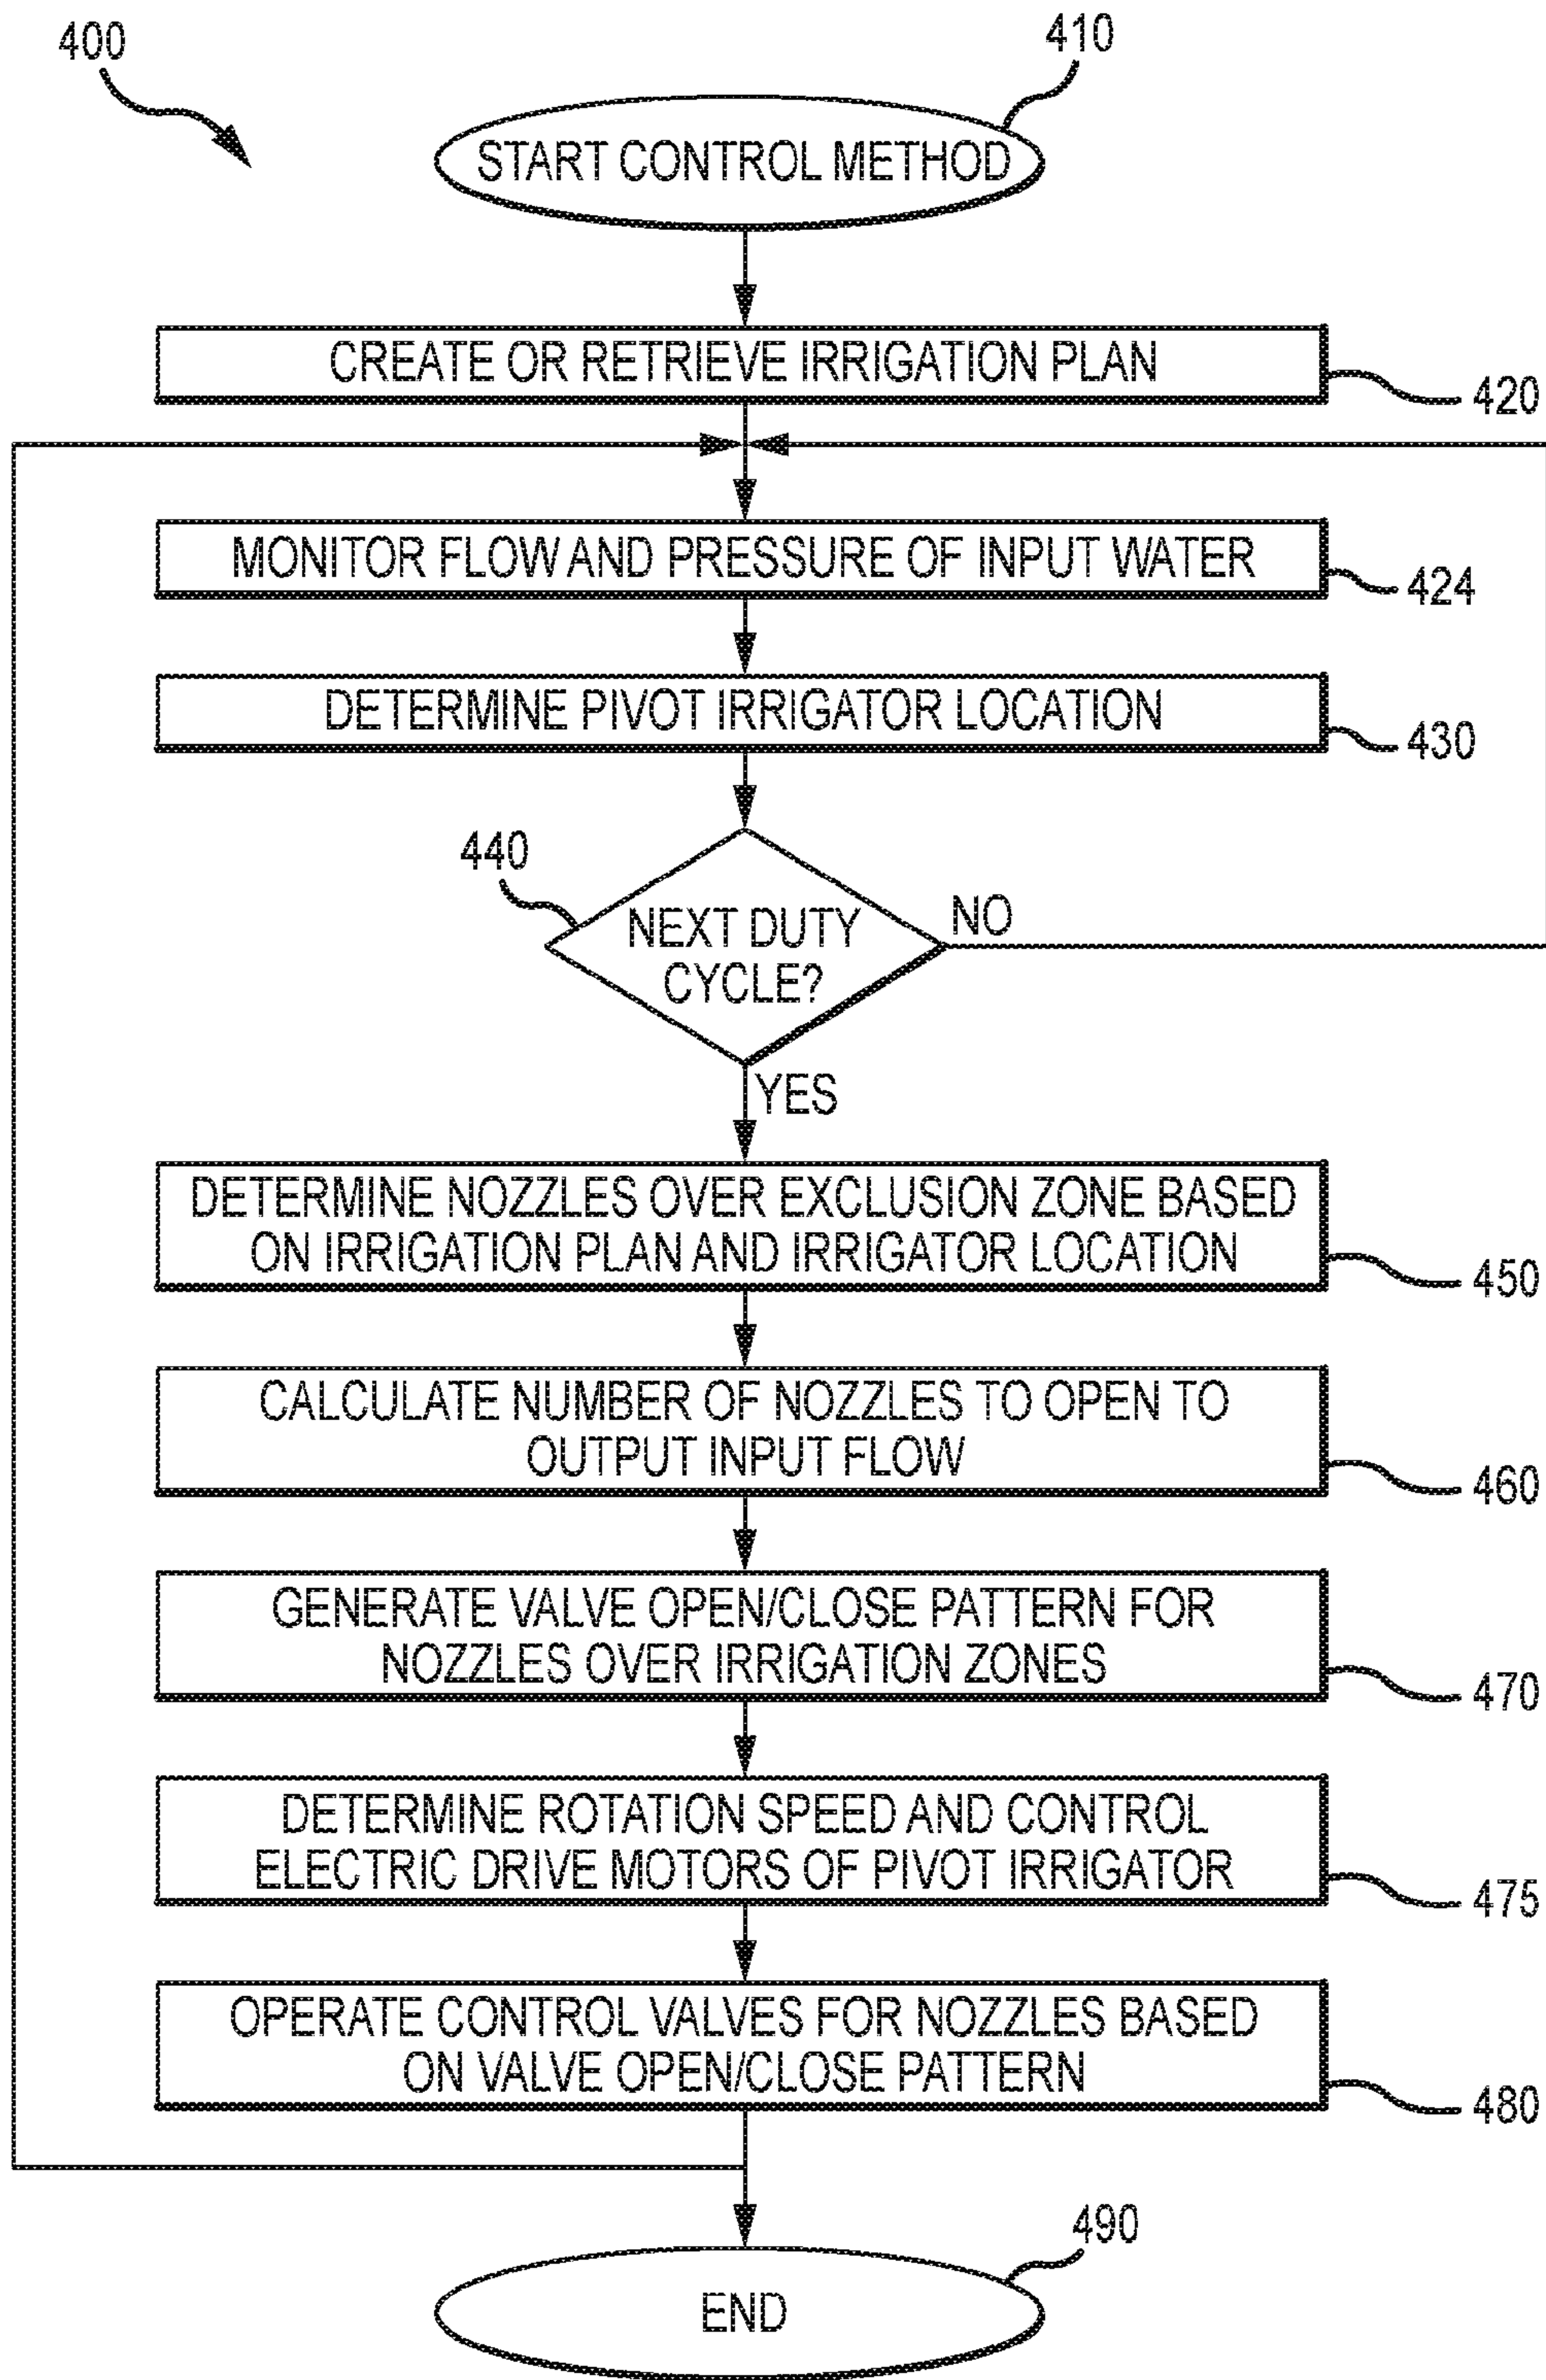 400
410
START CONTROL METHOD
CREATE OR RETRIEVE IRRIGATION PLAN
420
MONITOR FLOW AND PRESSURE OF INPUT WATER
424
DETERMINE PIVOT IRRIGATOR LOCATION
430
440
NEXT DUTY
CYCLE?
NO
YES
DETERMINE NOZZLES OVER EXCLUSION ZONE BASED
ON IRRIGATION PLAN AND IRRIGATOR LOCATION
450
CALCULATE NUMBER OF NOZZLES TO OPEN TO
OUTPUT INPUT FLOW
460
GENERATE VALVE OPEN/CLOSE PATTERN FOR
NOZZLES OVER IRRIGATION ZONES
470
DETERMINE ROTATION SPEED AND CONTROL
ELECTRIC DRIVE MOTORS OF PIVOT IRRIGATOR
475
OPERATE CONTROL VALVES FOR NOZZLES BASED
ON VALVE OPEN/CLOSE PATTERN
480
490
END